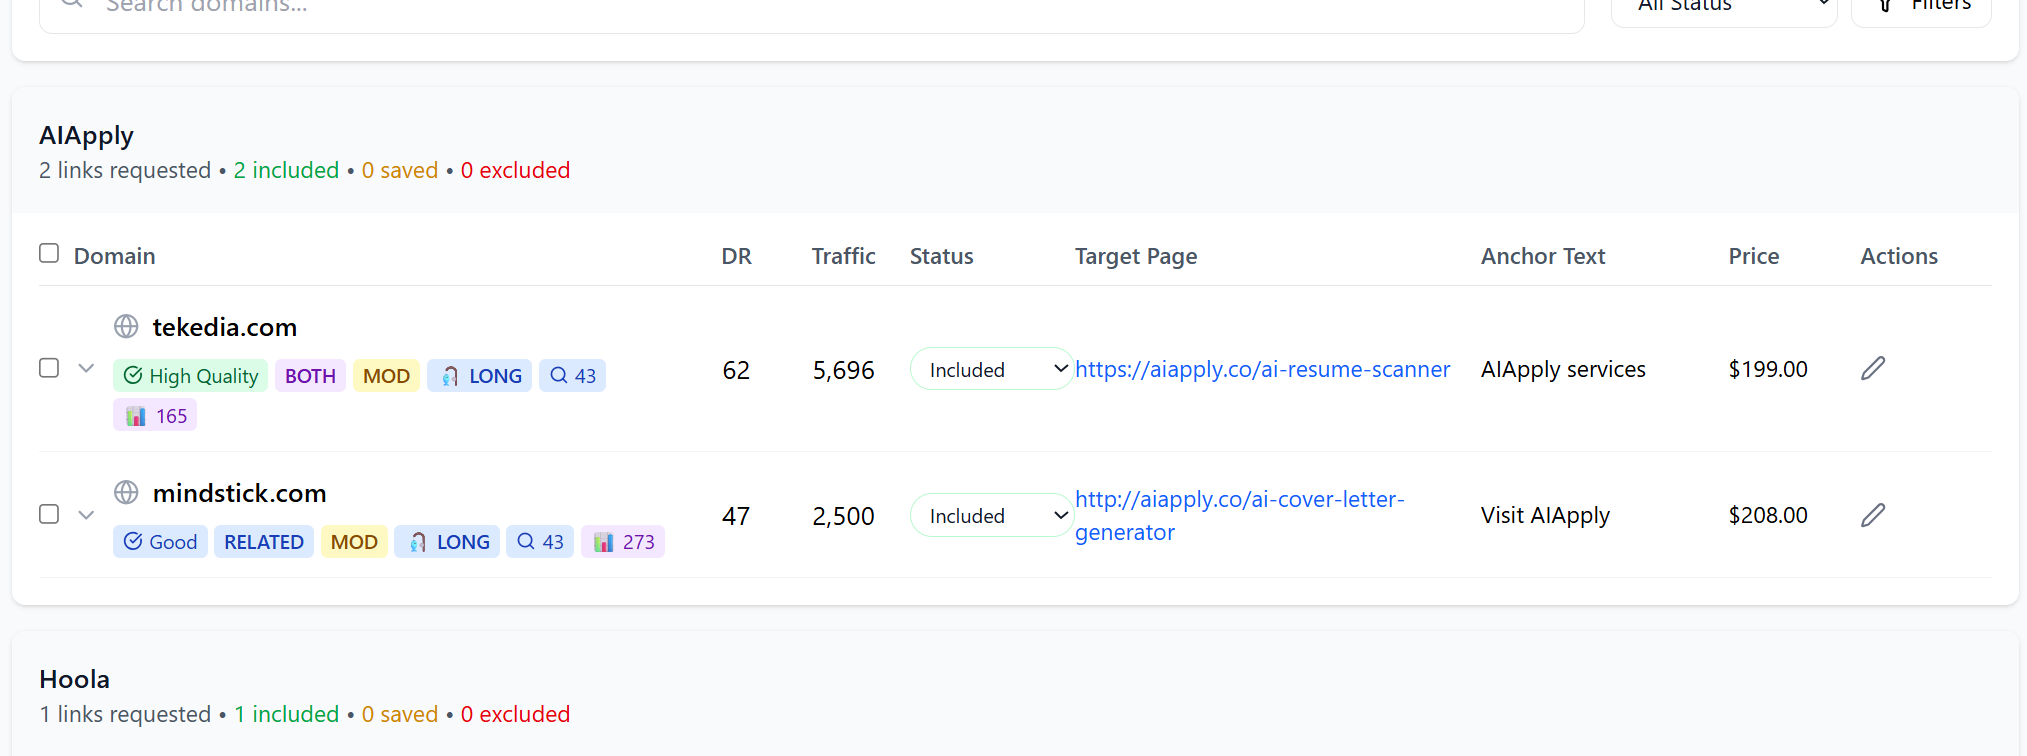 Search domains...
All Status
Filters
AIApply
2 links requested • 2 included • 0 saved • 0 excluded
Domain DR Traffic Status Target Page Anchor Text Price Actions
tekedia.com
High Quality BOTH MOD LONG 43
165
62 5,696 Included https://aiapply.co/ai-resume-scanner AIApply services $199.00
mindstick.com
Good RELATED MOD LONG 43 273
47 2,500 Included http://aiapply.co/ai-cover-letter-
generator
Visit AIApply $208.00
Hoola
1 links requested • 1 included • 0 saved • 0 excluded